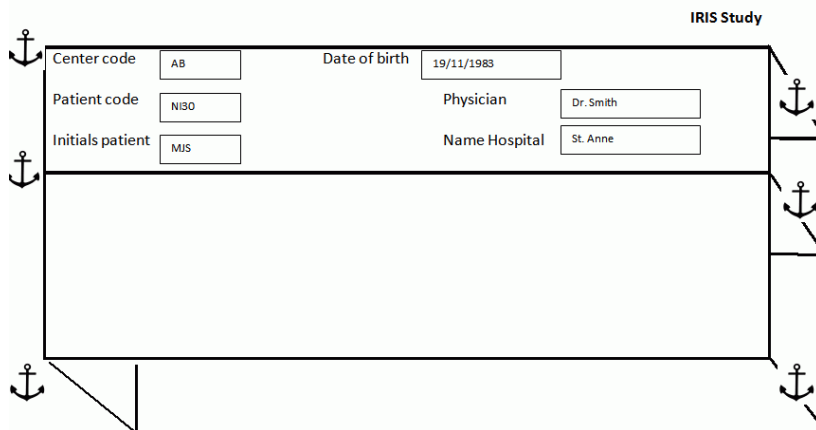 IRIS Study
Center code AB Date of birth 19/11/1983
Patient code NI30 Physician Dr. Smith
Initials patient MJS Name Hospital St. Anne